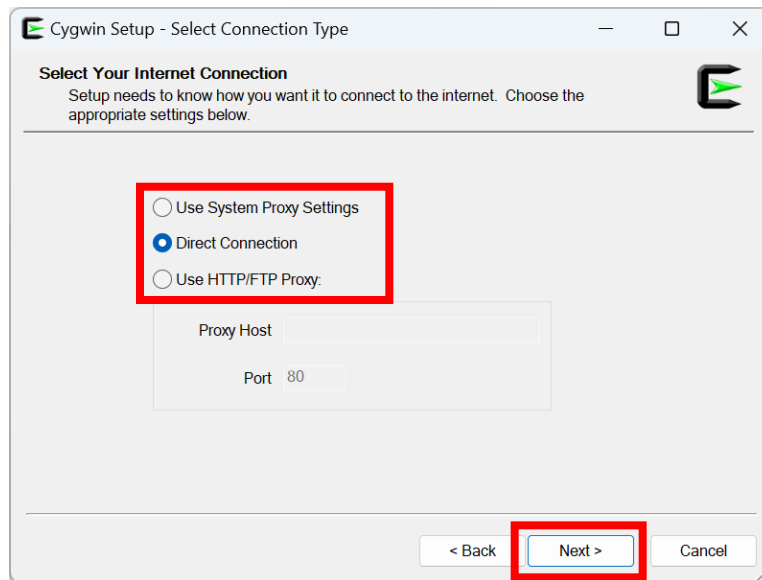 Cygwin Setup - Select Connection Type
Select Your Internet Connection
Setup needs to know how you want it to connect to the internet. Choose the
appropriate settings below.
Use System Proxy Settings
Direct Connection
Use HTTP/FTP Proxy:
Proxy Host
Port 80
< Back Next > Cancel